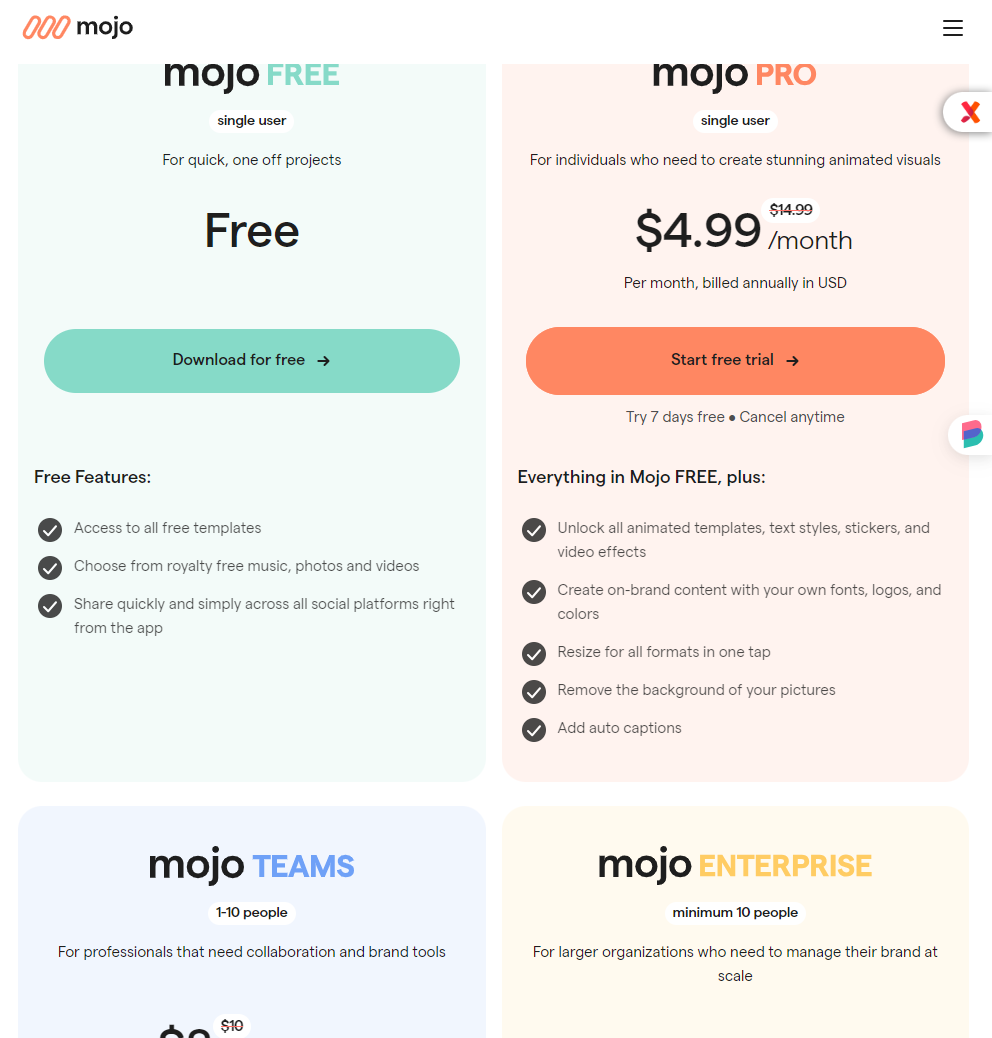 mojo
mojo FREE
single user
For quick, one off projects
Free
Download for free
Free Features:
Access to all free templates
Choose from royalty free music, photos and videos
Share quickly and simply across all social platforms right
from the app
mojo PRO
single user
For individuals who need to create stunning animated visuals
$4.99 $14.99
/month
Per month, billed annually in USD
Start free trial
Try 7 days free • Cancel anytime
Everything in Mojo FREE, plus:
Unlock all animated templates, text styles, stickers, and
video effects
Create on-brand content with your own fonts, logos, and
colors
Resize for all formats in one tap
Remove the background of your pictures
Add auto captions
mojo TEAMS
1-10 people
For professionals that need collaboration and brand tools
$10
mojo ENTERPRISE
minimum 10 people
For larger organizations who need to manage their brand at
scale